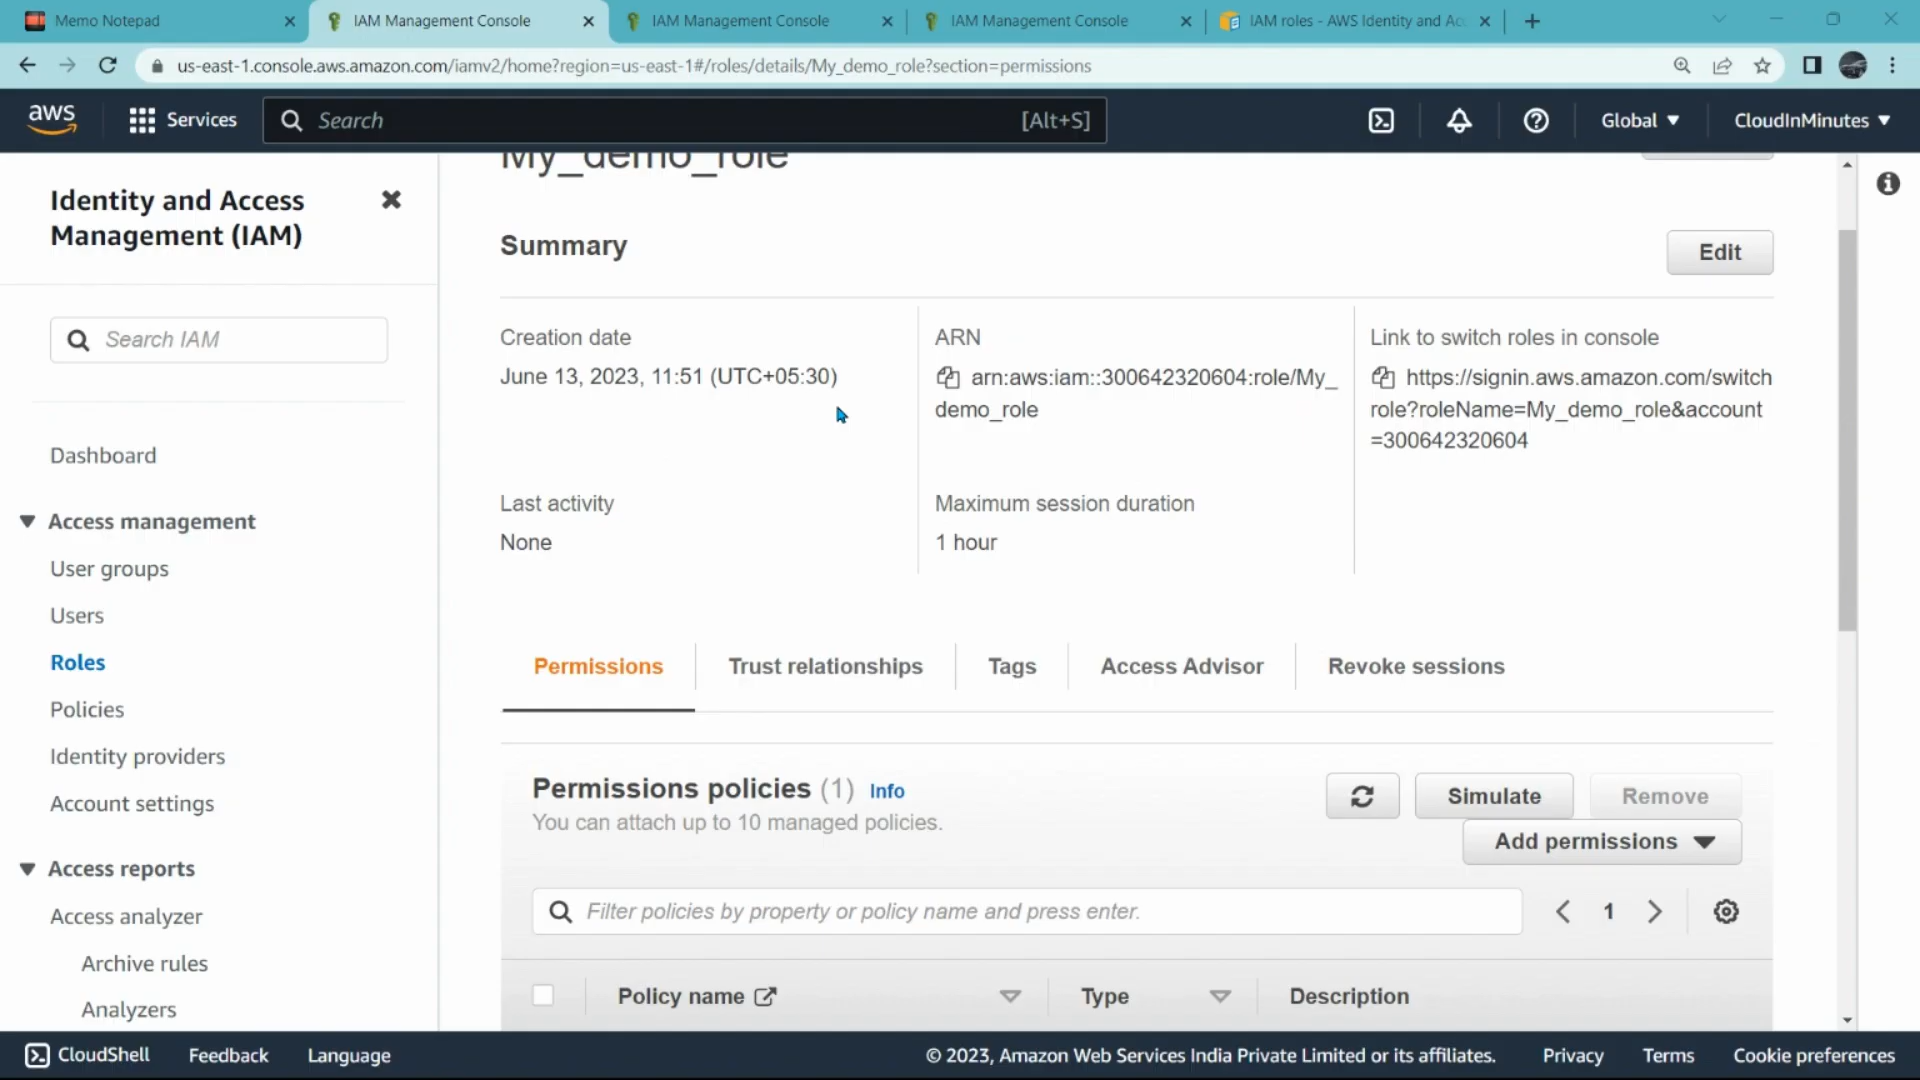 Memo Notepad
IAM Management Console
IAM Management Console
IAM Management Console
IAM roles - AWS Identity and Acc
us-east-1.console.aws.amazon.com/iamv2/home?region=us-east-1#/roles/details/My_demo_role?section=permissions
aws
Services
Search
[Alt+S]
Global
CloudInMinutes
Identity and Access
Management (IAM)
Search IAM
Dashboard
Access management
User groups
Users
Roles
Policies
Identity providers
Account settings
Access reports
Access analyzer
Archive rules
Analyzers
My_demo_role
Summary
Edit
Creation date
June 13, 2023, 11:51 (UTC+05:30)
ARN
arn:aws:iam::300642320604:role/My_
demo_role
Link to switch roles in console
https://signin.aws.amazon.com/switch
role?roleName=My_demo_role&account
=300642320604
Last activity
None
Maximum session duration
1 hour
Permissions
Trust relationships
Tags
Access Advisor
Revoke sessions
Permissions policies (1) Info
You can attach up to 10 managed policies.
Simulate
Remove
Add permissions
Filter policies by property or policy name and press enter.
1
Policy name
Type
Description
CloudShell
Feedback
Language
© 2023, Amazon Web Services India Private Limited or its affiliates.
Privacy
Terms
Cookie preferences